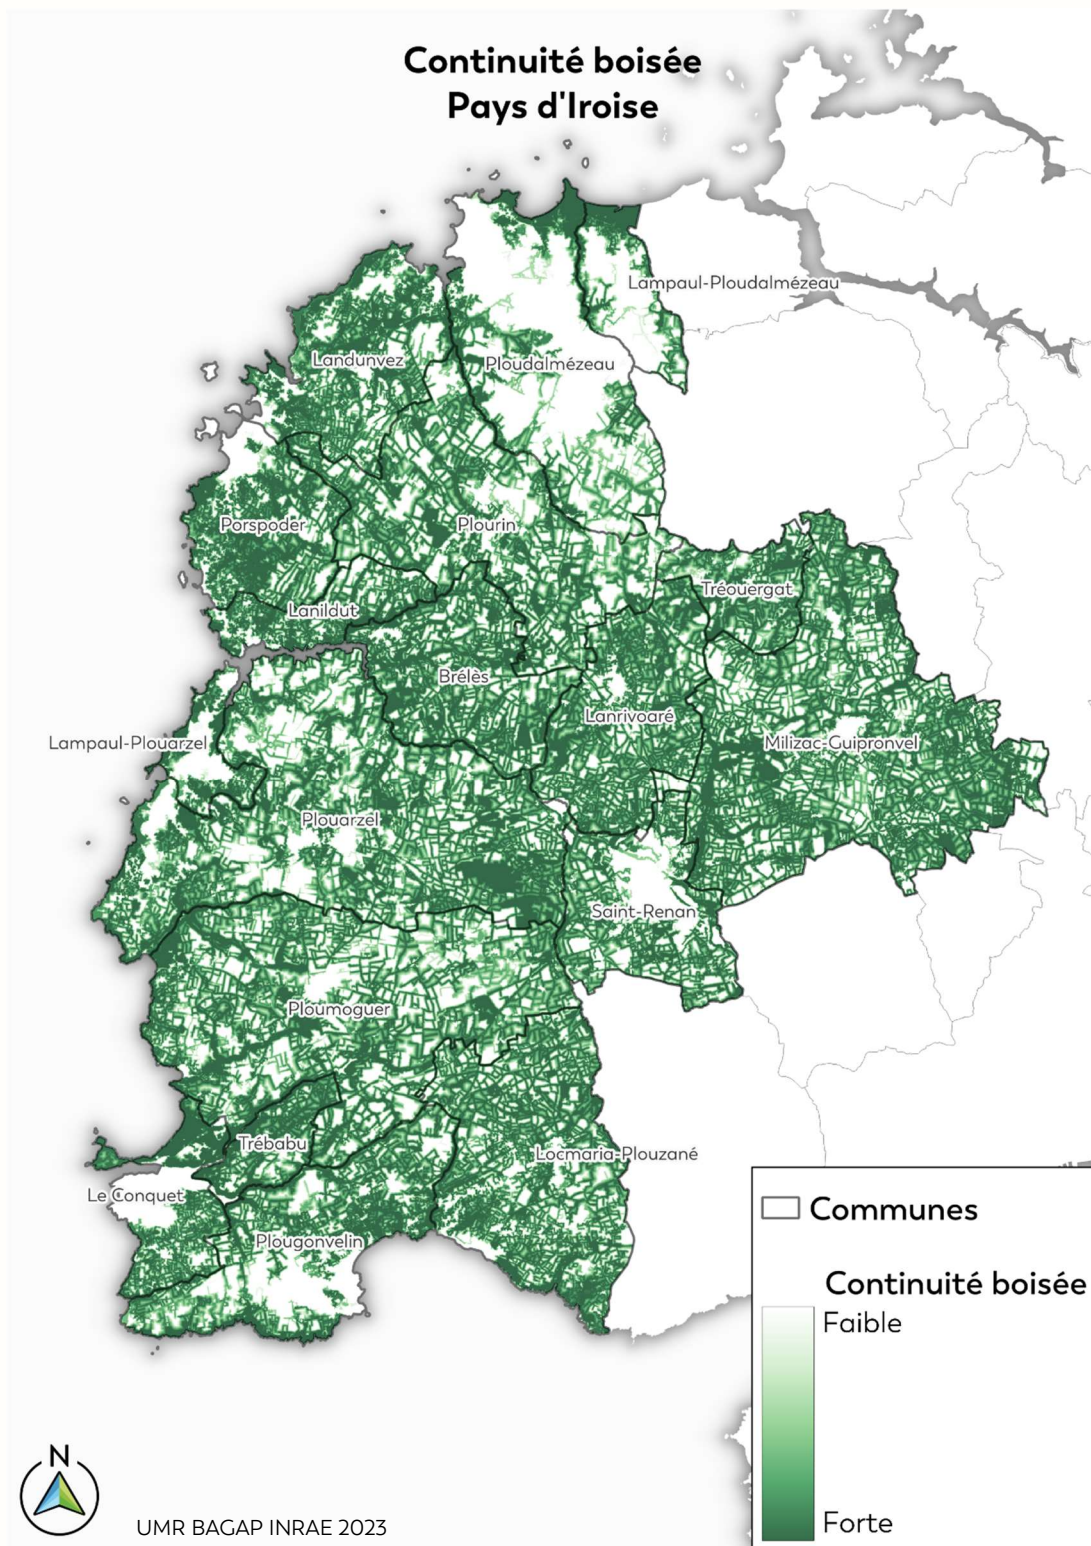 Continuité boisée
Pays d'Iroise
Lampaul-Ploudalmézeau
Landunvez
Ploudalmézeau
Porspoder
Plourin
Tréouergat
Lanildut
Brélès
Lanrivoaré
Lampaul-Plouarzel
Milizac-Guipronvel
Plouarzel
Saint-Renan
Ploumoguer
Trébabu
Locmaria-Plouzané
Le Conquet
Plougonvelin
Communes
Continuité boisée
Faible
Forte
N
UMR BAGAP INRAE 2023